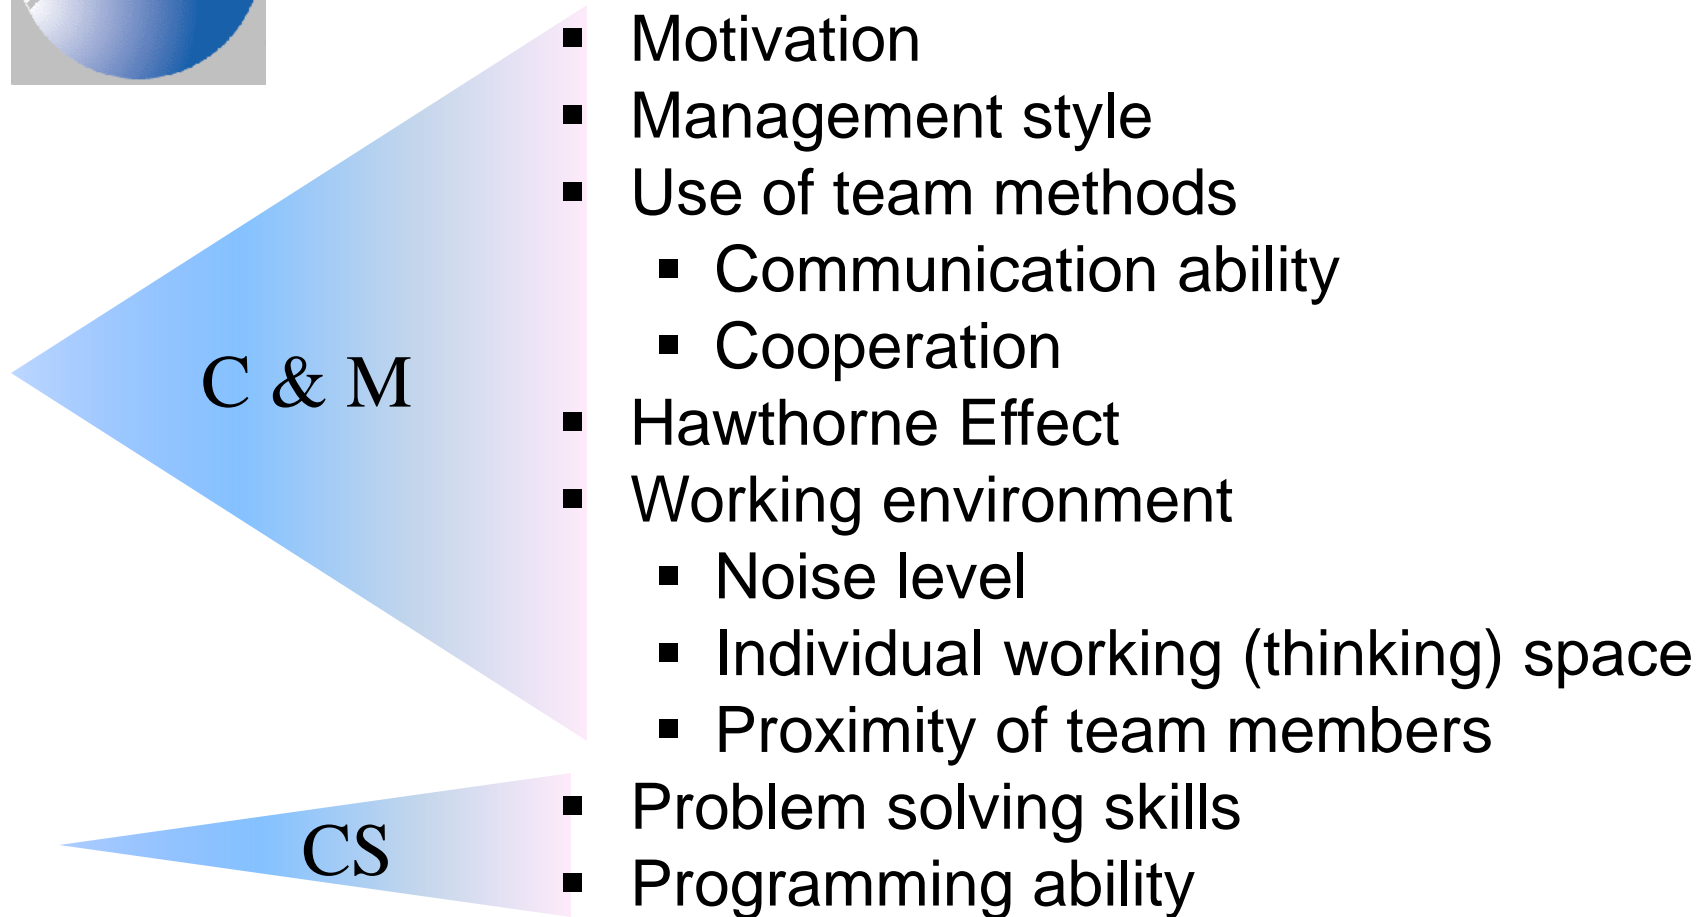 Motivation
Management style
Use of team methods
Communication ability
Cooperation
C & M
Hawthorne Effect
Working environment
Noise level
Individual working (thinking) space
Proximity of team members
Problem solving skills
CS
Programming ability